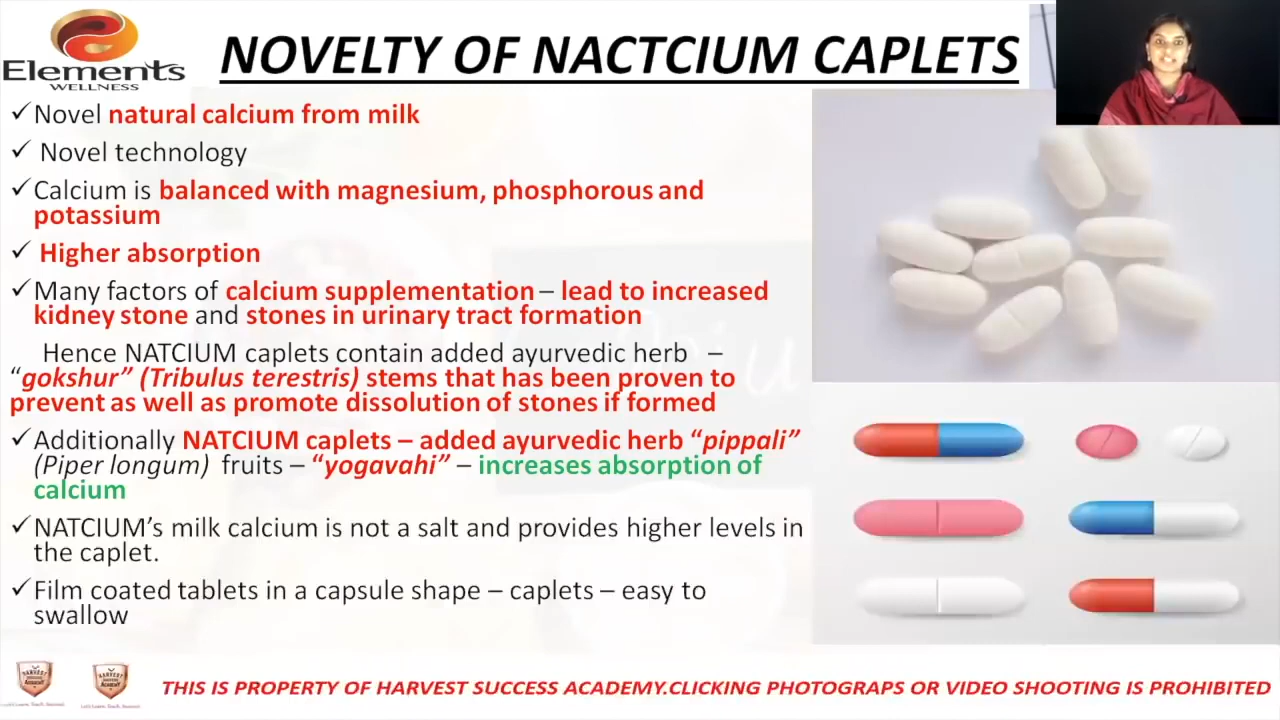 Elements
WELLNESS
NOVELTY OF NACTCIUM CAPLETS
✓Novel natural calcium from milk
✓ Novel technology
✓Calcium is balanced with magnesium, phosphorous and
potassium
✓ Higher absorption
✓Many factors of calcium supplementation – lead to increased
kidney stone and stones in urinary tract formation
Hence NATCIUM caplets contain added ayurvedic herb –
“gokshur” (Tribulus terestris) stems that has been proven to
prevent as well as promote dissolution of stones if formed
✓Additionally NATCIUM caplets – added ayurvedic herb “pippali”
(Piper longum) fruits – “yogavahi” – increases absorption of
calcium
✓NATCIUM’s milk calcium is not a salt and provides higher levels in
the caplet.
✓Film coated tablets in a capsule shape – caplets – easy to
swallow
THIS IS PROPERTY OF HARVEST SUCCESS ACADEMY.CLICKING PHOTOGRAPS OR VIDEO SHOOTING IS PROHIBITED